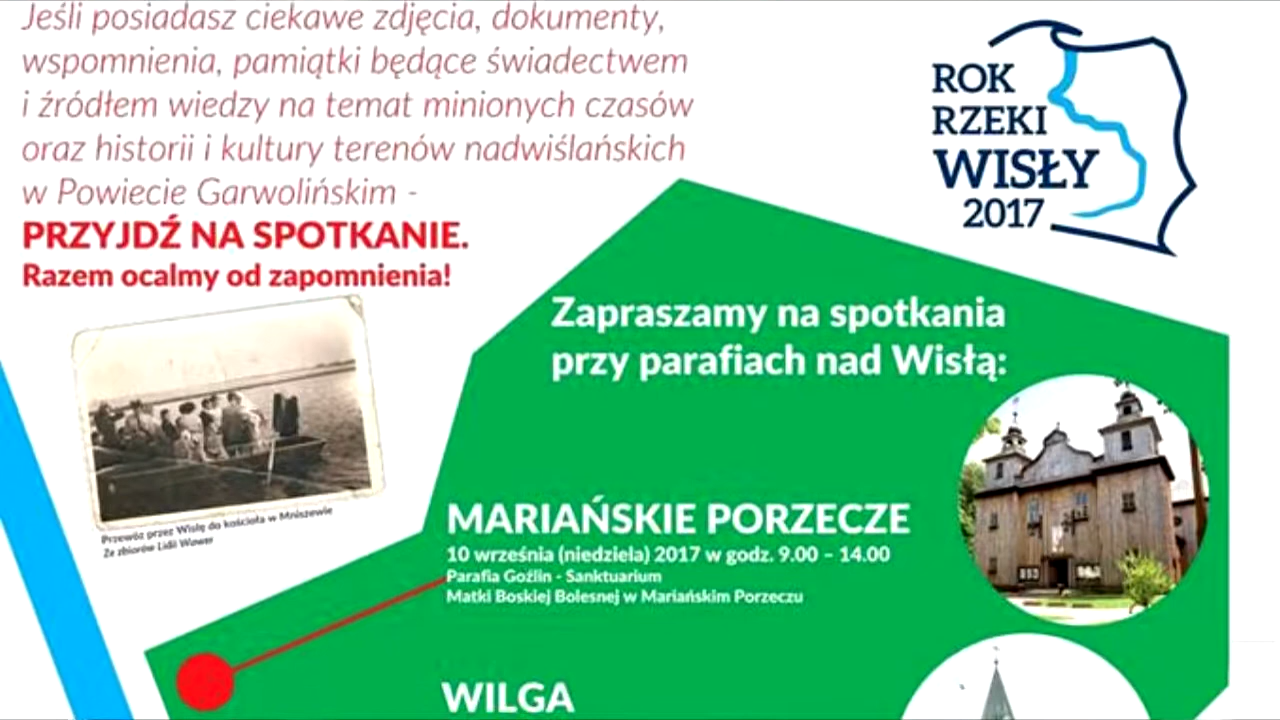 Jeśli posiadasz ciekawe zdjęcia, dokumenty,
wspomnienia, pamiątki będące świadectwem
i źródłem wiedzy na temat minionych czasów
oraz historii i kultury terenów nadwiślańskich
w Powiecie Garwolińskim -
PRZYJDŹ NA SPOTKANIE.
Razem ocalmy od zapomnienia!
ROK
RZEKI
WISŁY
2017
Przewóz przez Wisłę do kościoła w Mniszewie
Ze zbiorów Lidii Wawer
Zapraszamy na spotkania
przy parafiach nad Wisłą:
MARIAŃSKIE PORZECZE
10 września (niedziela) 2017 w godz. 9.00 – 14.00
Parafia Goźlin - Sanktuarium
Matki Boskiej Bolesnej w Mariańskim Porzeczu
WILGA